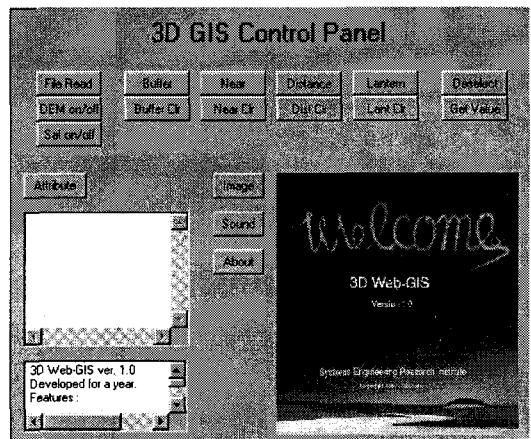 3D GIS Control Panel
File Read Buffer Near Distance Lantern Deselect
DEM on/off Buffer Clr Near Clr Dist Clr Lant Clr Get Value
Sat on/off
Attribute Image
Sound
About
welcome
3D Web-GIS
Version 1.0
Systems Engineering Research Institute
3D Web-GIS ver. 1.0
Developed for a year.
Features :